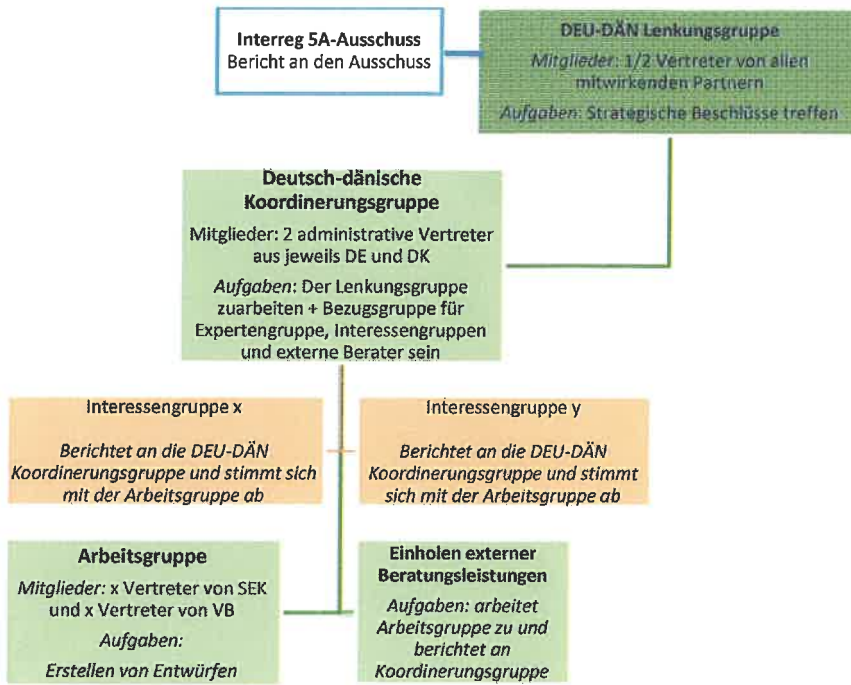 Interreg 5A-Ausschuss
Bericht an den Ausschuss
DEU-DÄN Lenkungsgruppe
Mitglieder: 1/2 Vertreter von allen
mitwirkenden Partnern
Aufgaben: Strategische Beschlüsse treffen
Deutsch-dänische
Koordinerungsgruppe
Mitglieder: 2 administrative Vertreter
aus jeweils DE und DK
Aufgaben: Der Lenkungsgruppe
zuarbeiten + Bezugsgruppe für
Expertengruppe, Interessengruppen
und externe Berater sein
Interessengruppe x
Berichtet an die DEU-DÄN
Koordinerungsgruppe und stimmt sich
mit der Arbeitsgruppe ab
Interessengruppe y
Berichtet an die DEU-DÄN
Koordinerungsgruppe und stimmt
sich mit der Arbeitsgruppe ab
Arbeitsgruppe
Mitglieder: x Vertreter von SEK
und x Vertreter von VB
Aufgaben:
Erstellen von Entwürfen
Einholen externer
Beratungsleistungen
Aufgaben: arbeitet
Arbeitsgruppe zu und
berichtet an
Koordinerungsgruppe